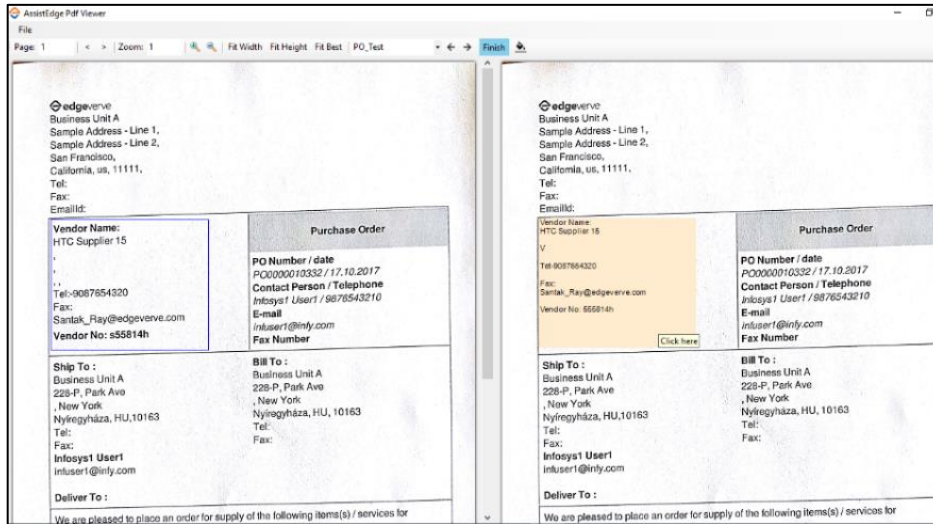 AssistEdge Pdf Viewer
File
Page: 1 < > Zoom: 1 Fit Width Fit Height Fit Best PO_Test Finish
edgeverve
Business Unit A
Sample Address - Line 1,
Sample Address - Line 2,
San Francisco,
California, us, 11111,
Tel:
Fax:
EmailId:
Vendor Name:
HTC Supplier 15
,
,
, ,
Tel:-9087654320
Fax:
Santak_Ray@edgeverve.com
Vendor No: s55814h
Purchase Order
PO Number / date
PO0000010332 / 17.10.2017
Contact Person / Telephone
Infosys1 User1 / 9876543210
E-mail
infuser1@infy.com
Fax Number
Ship To :
Business Unit A
228-P, Park Ave
, New York
Nyíregyháza, HU,10163
Tel:
Fax:
Infosys1 User1
infuser1@infy.com
Bill To :
Business Unit A
228-P, Park Ave
, New York
Nyíregyháza, HU, 10163
Tel:
Fax:
Deliver To :
We are pleased to place an order for supply of the following items(s) / services for
edgeverve
Business Unit A
Sample Address - Line 1,
Sample Address - Line 2,
San Francisco,
California, us, 11111,
Tel:
Fax:
EmailId:
Vendor Name:
HTC Supplier 15
V
Tel-9087654320
Fax:
Santak_Ray@edgeverve.com
Vendor No: 555814h
Click here
Purchase Order
PO Number / date
PO0000010332 / 17.10.2017
Contact Person / Telephone
Infosys1 User1 / 9876543210
E-mail
infuser1@infy.com
Fax Number
Ship To :
Business Unit A
228-P, Park Ave
, New York
Nyíregyháza, HU,10163
Tel:
Fax:
Infosys1 User1
infuser1@infy.com
Bill To :
Business Unit A
228-P, Park Ave
, New York
Nyíregyháza, HU, 10163
Tel:
Fax:
Deliver To :
We are pleased to place an order for supply of the following items(s) / services for